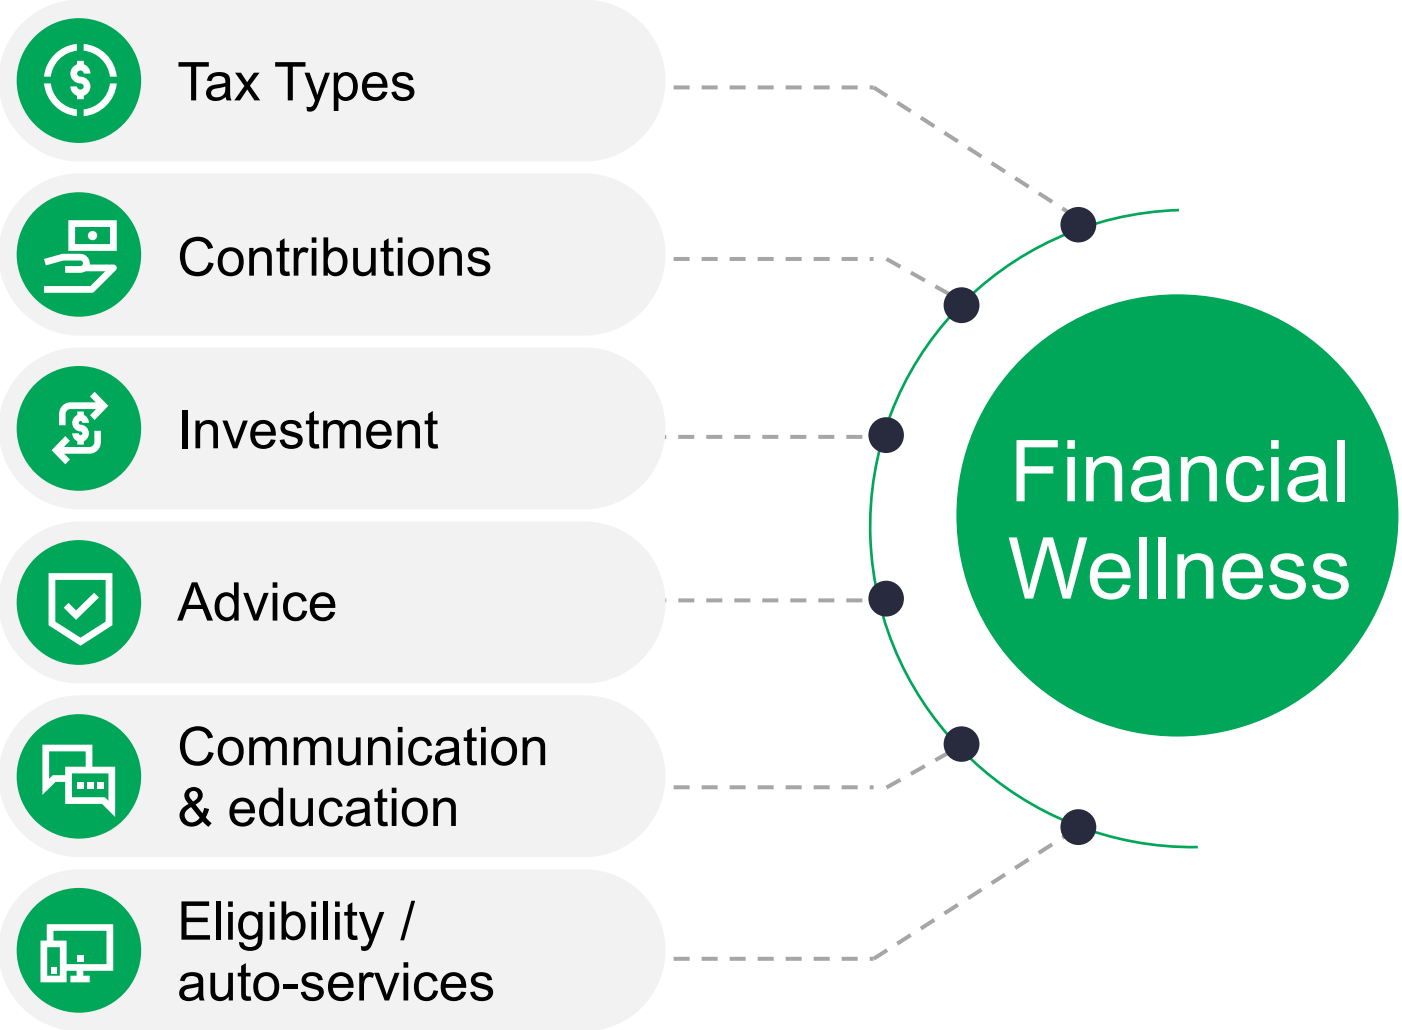 Tax Types
Contributions
Investment
Advice
Communication
& education
Eligibility /
auto-services
Financial
Wellness